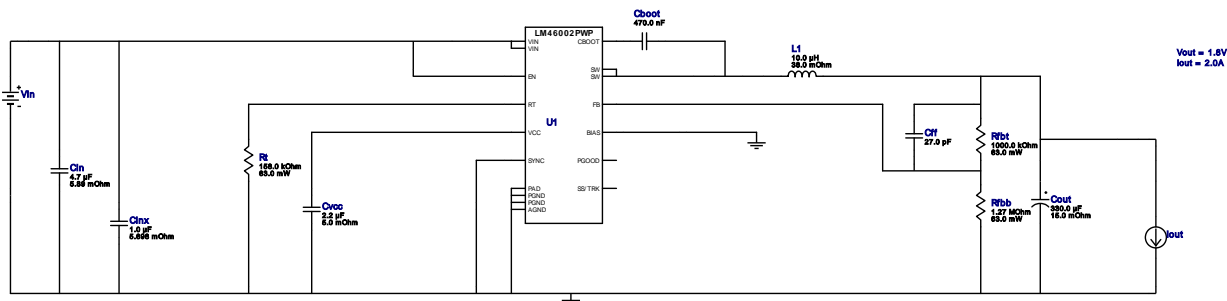 Cboot
470.0 nF
LM46002PWP
VIN
VIN
EN
RT
VCC
SYNC
PAD
PGND
PGND
AGND
U1
CBOOT
SW
SW
FB
BIAS
PGOOD
SS/TRK
L1
10.0 µH
38.0 mOhm
Vout = 1.8V
Iout = 2.0A
Vin
Cin
4.7 µF
5.89 mOhm
Cinx
1.0 µF
5.698 mOhm
Rt
158.0 kOhm
63.0 mW
Cvcc
2.2 µF
5.0 mOhm
Cff
27.0 pF
Rfbt
1000.0 kOhm
63.0 mW
Rfbb
1.27 MOhm
63.0 mW
Cout
330.0 µF
15.0 mOhm
Iout